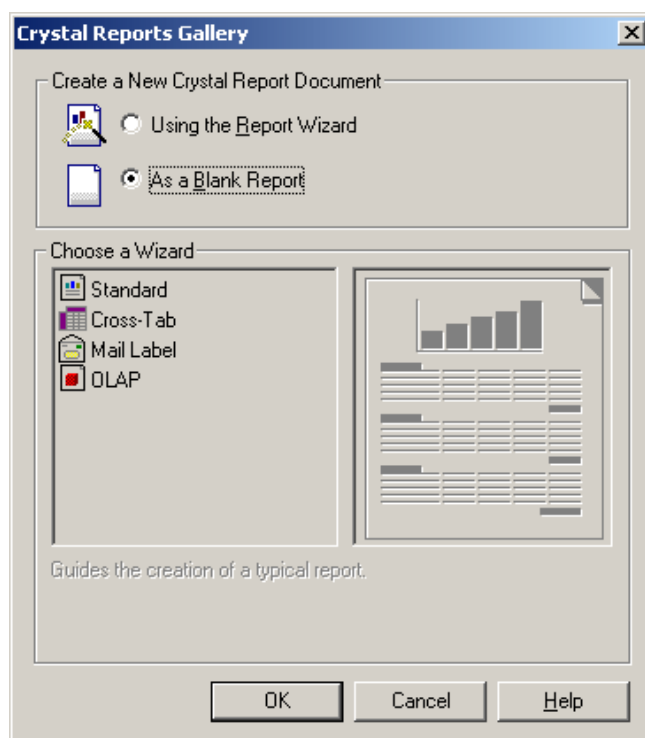 Crystal Reports Gallery
Create a New Crystal Report Document
Using the Report Wizard
As a Blank Report
Choose a Wizard
Standard
Cross-Tab
Mail Label
OLAP
Guides the creation of a typical report.
OK Cancel Help